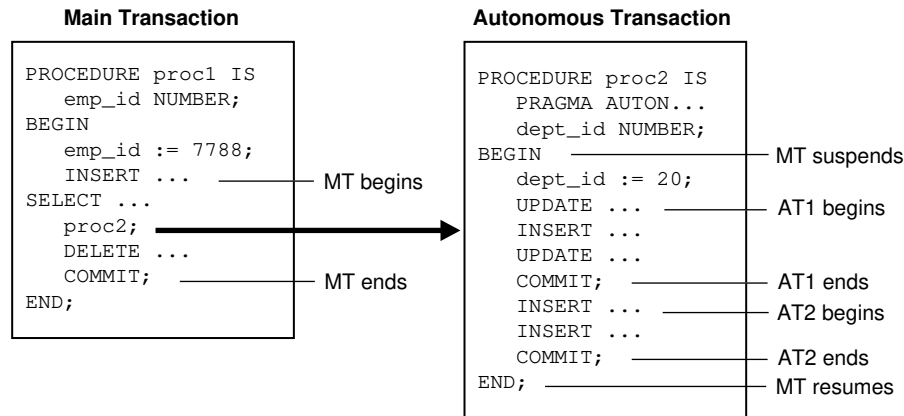 Main Transaction
PROCEDURE proc1 IS
emp_id NUMBER;
BEGIN
emp_id := 7788;
INSERT ...
MT begins
SELECT ...
proc2;
DELETE ...
COMMIT;
MT ends
END;
Autonomous Transaction
PROCEDURE proc2 IS
PRAGMA AUTON...
dept_id NUMBER;
BEGIN
MT suspends
dept_id := 20;
UPDATE ...
AT1 begins
INSERT ...
UPDATE ...
COMMIT;
AT1 ends
INSERT ...
AT2 begins
INSERT ...
COMMIT;
AT2 ends
END;
MT resumes